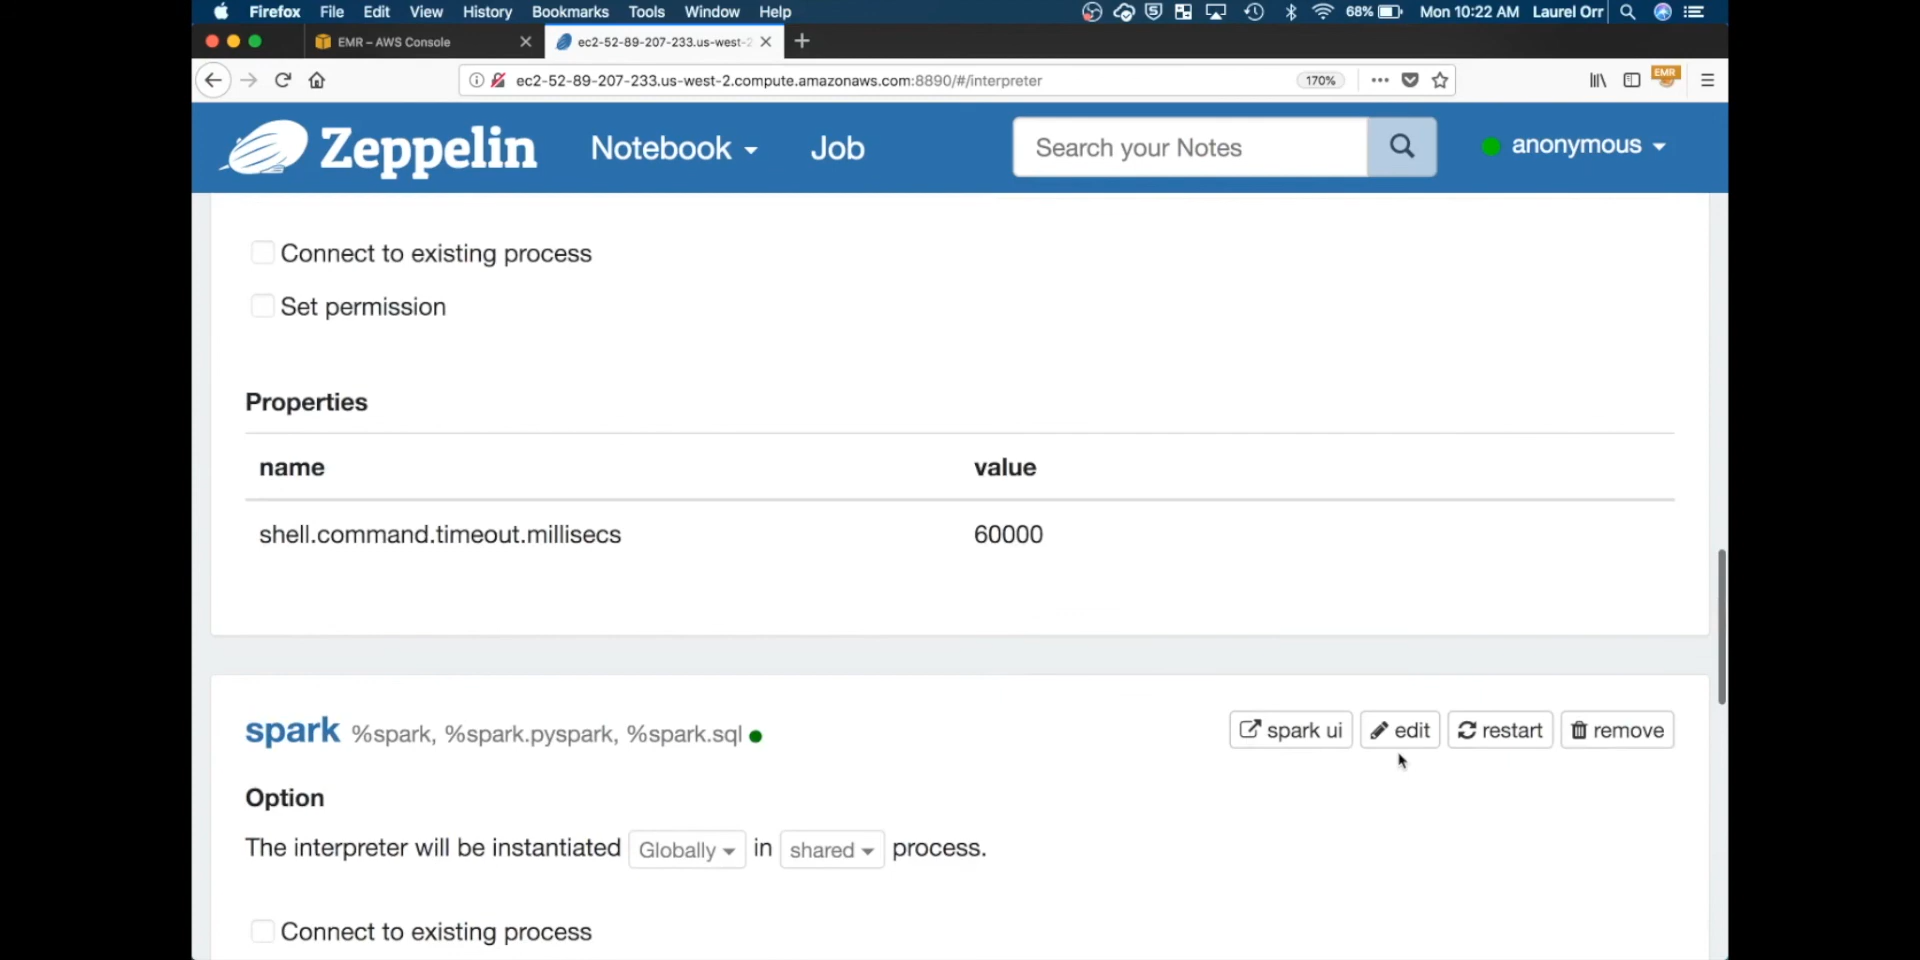 Firefox File Edit View History Bookmarks Tools Window Help 68% Mon 10:22 AM Laurel Orr
EMR – AWS Console ec2-52-89-207-233.us-west-2
ec2-52-89-207-233.us-west-2.compute.amazonaws.com:8890/#/interpreter 170% EMR
Zeppelin Notebook Job Search your Notes anonymous
Connect to existing process
Set permission
Properties
name value
shell.command.timeout.millisecs 60000
spark %spark, %spark.pyspark, %spark.sql spark ui edit restart remove
Option
The interpreter will be instantiated Globally in shared process.
Connect to existing process